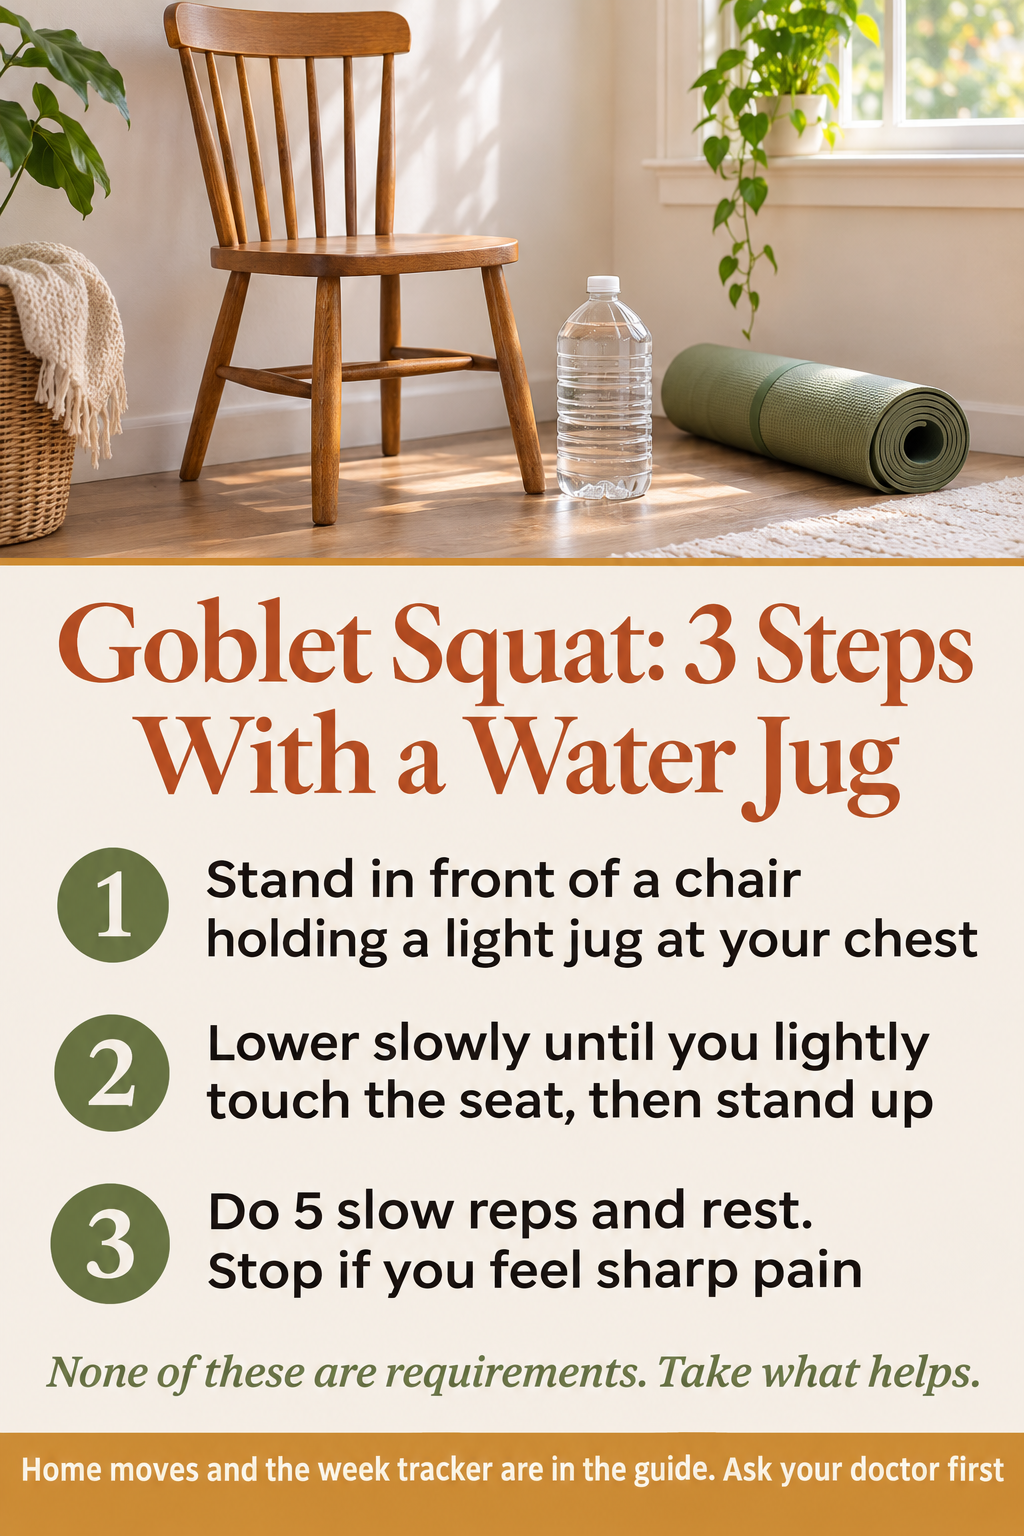 Goblet Squat: 3 Steps
With a Water Jug
1
Stand in front of a chair
holding a light jug at your chest
2
Lower slowly until you lightly
touch the seat, then stand up
3
Do 5 slow reps and rest.
Stop if you feel sharp pain
None of these are requirements. Take what helps.
Home moves and the week tracker are in the guide. Ask your doctor first